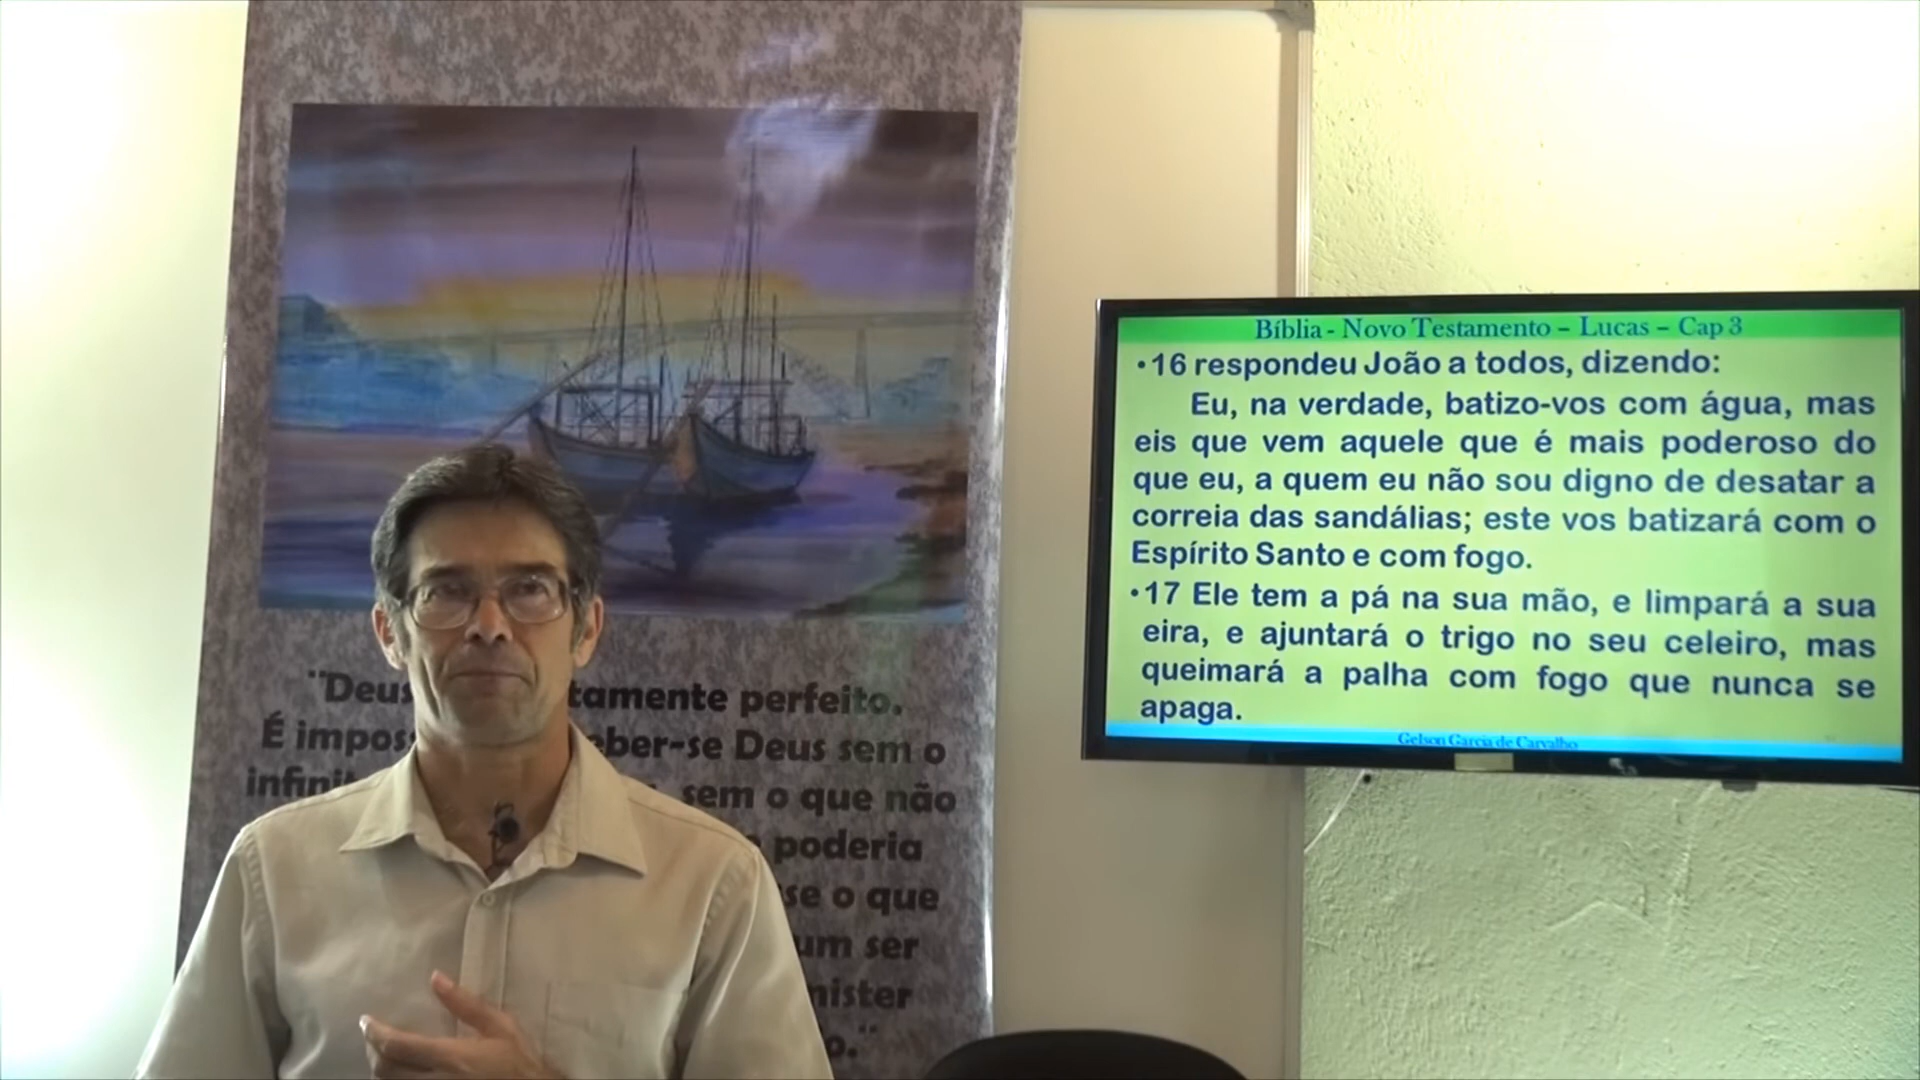 ¨Deus tamente perfeito.
É impos eber-se Deus sem o
infini sem o que não
poderia
se o que
um ser
mister
o.¨
Bíblia - Novo Testamento – Lucas – Cap 3
•16 respondeu João a todos, dizendo:
Eu, na verdade, batizo-vos com água, mas
eis que vem aquele que é mais poderoso do
que eu, a quem eu não sou digno de desatar a
correia das sandálias; este vos batizará com o
Espírito Santo e com fogo.
•17 Ele tem a pá na sua mão, e limpará a sua
eira, e ajuntará o trigo no seu celeiro, mas
queimará a palha com fogo que nunca se
apaga.
Gelson Garcia de Carvalho